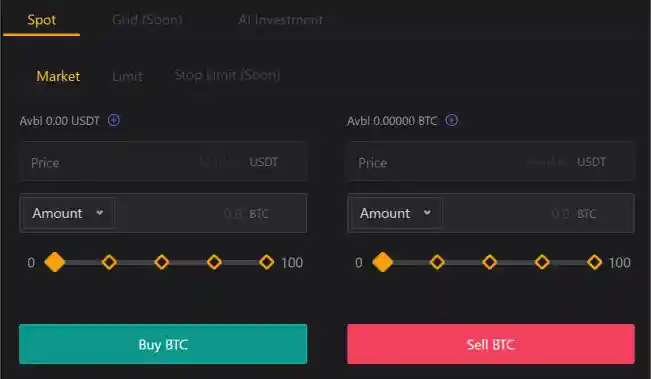 Spot Grid (Soon) AI Investment
Market Limit Stop Limit (Soon)
Avbl 0.00 USDT
Price Market USDT
Amount 0.0 BTC
0 100
Buy BTC
Avbl 0.00000 BTC
Price Market USDT
Amount 0.0 BTC
0 100
Sell BTC